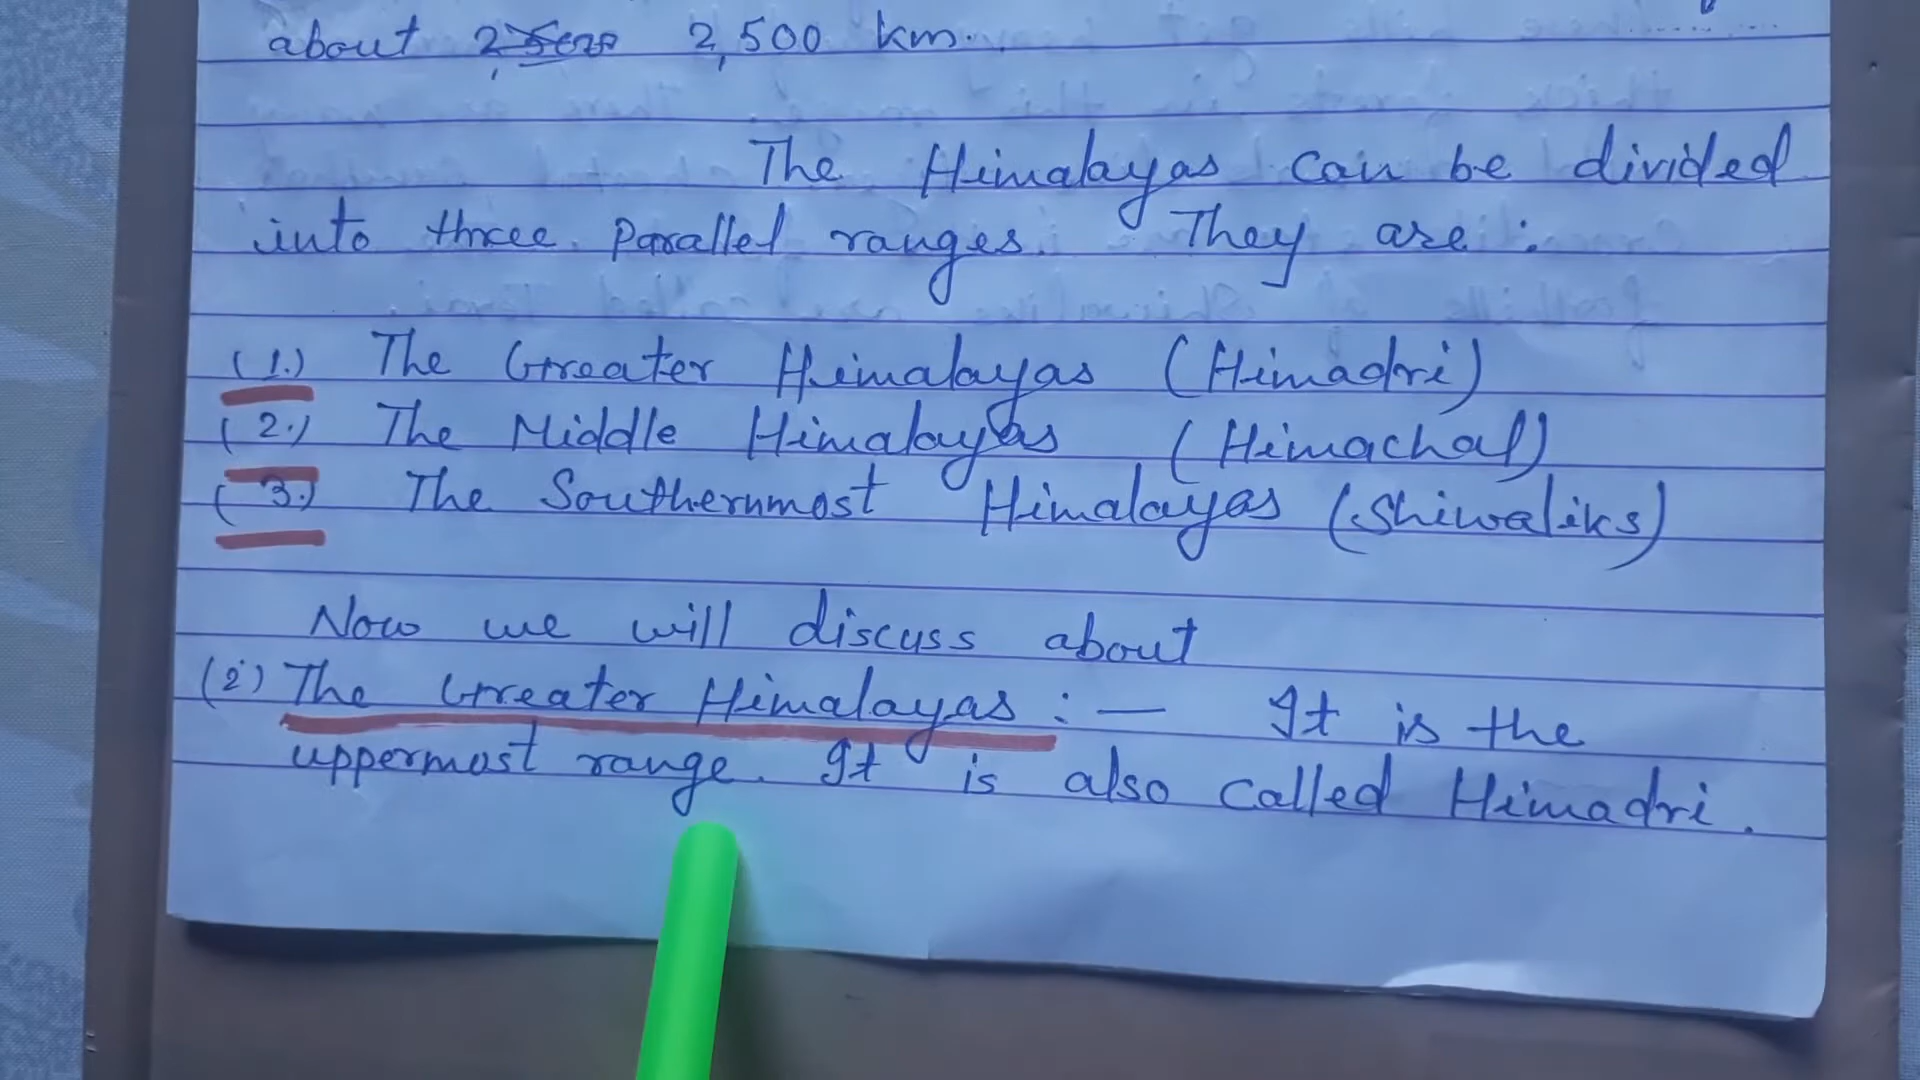 about 2,500 km.
The Himalayas can be divided
into three parallel ranges. They are :
(1.) The Greater Himalayas (Himadri)
(2.) The Middle Himalayas (Himachal)
(3.) The Southernmost Himalayas (Shiwaliks)
Now we will discuss about
(i) The Greater Himalayas : — It is the
uppermost range. It is also called Himadri.